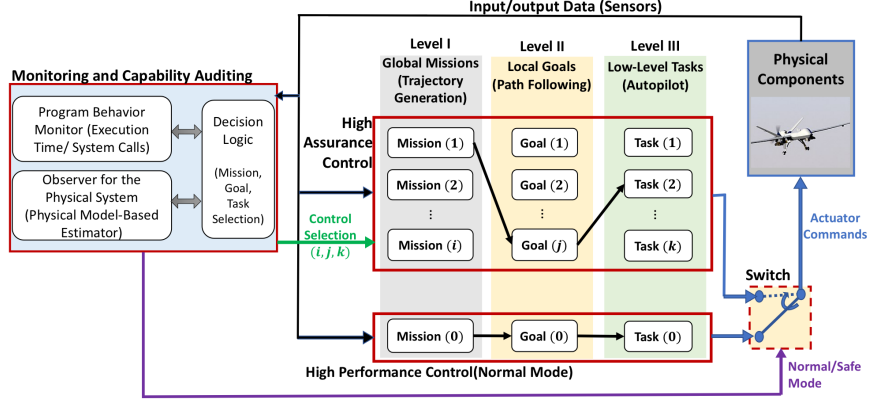 Input/output Data (Sensors)
Level I
Global Missions
(Trajectory
Generation)
Level II
Local Goals
(Path Following)
Level III
Low-Level Tasks
(Autopilot)
Physical
Components
Monitoring and Capability Auditing
Program Behavior
Monitor (Execution
Time/ System Calls)
Observer for the
Physical System
(Physical Model-Based
Estimator)
Decision
Logic
(Mission,
Goal,
Task
Selection)
High
Assurance
Control
Control
Selection
(i, j, k)
Mission (1)
Goal (1)
Task (1)
Mission (2)
Goal (2)
Task (2)
⋮
⋮
⋮
Mission (i)
Goal (j)
Task (k)
Actuator
Commands
Switch
Mission (0)
Goal (0)
Task (0)
High Performance Control(Normal Mode)
Normal/Safe
Mode